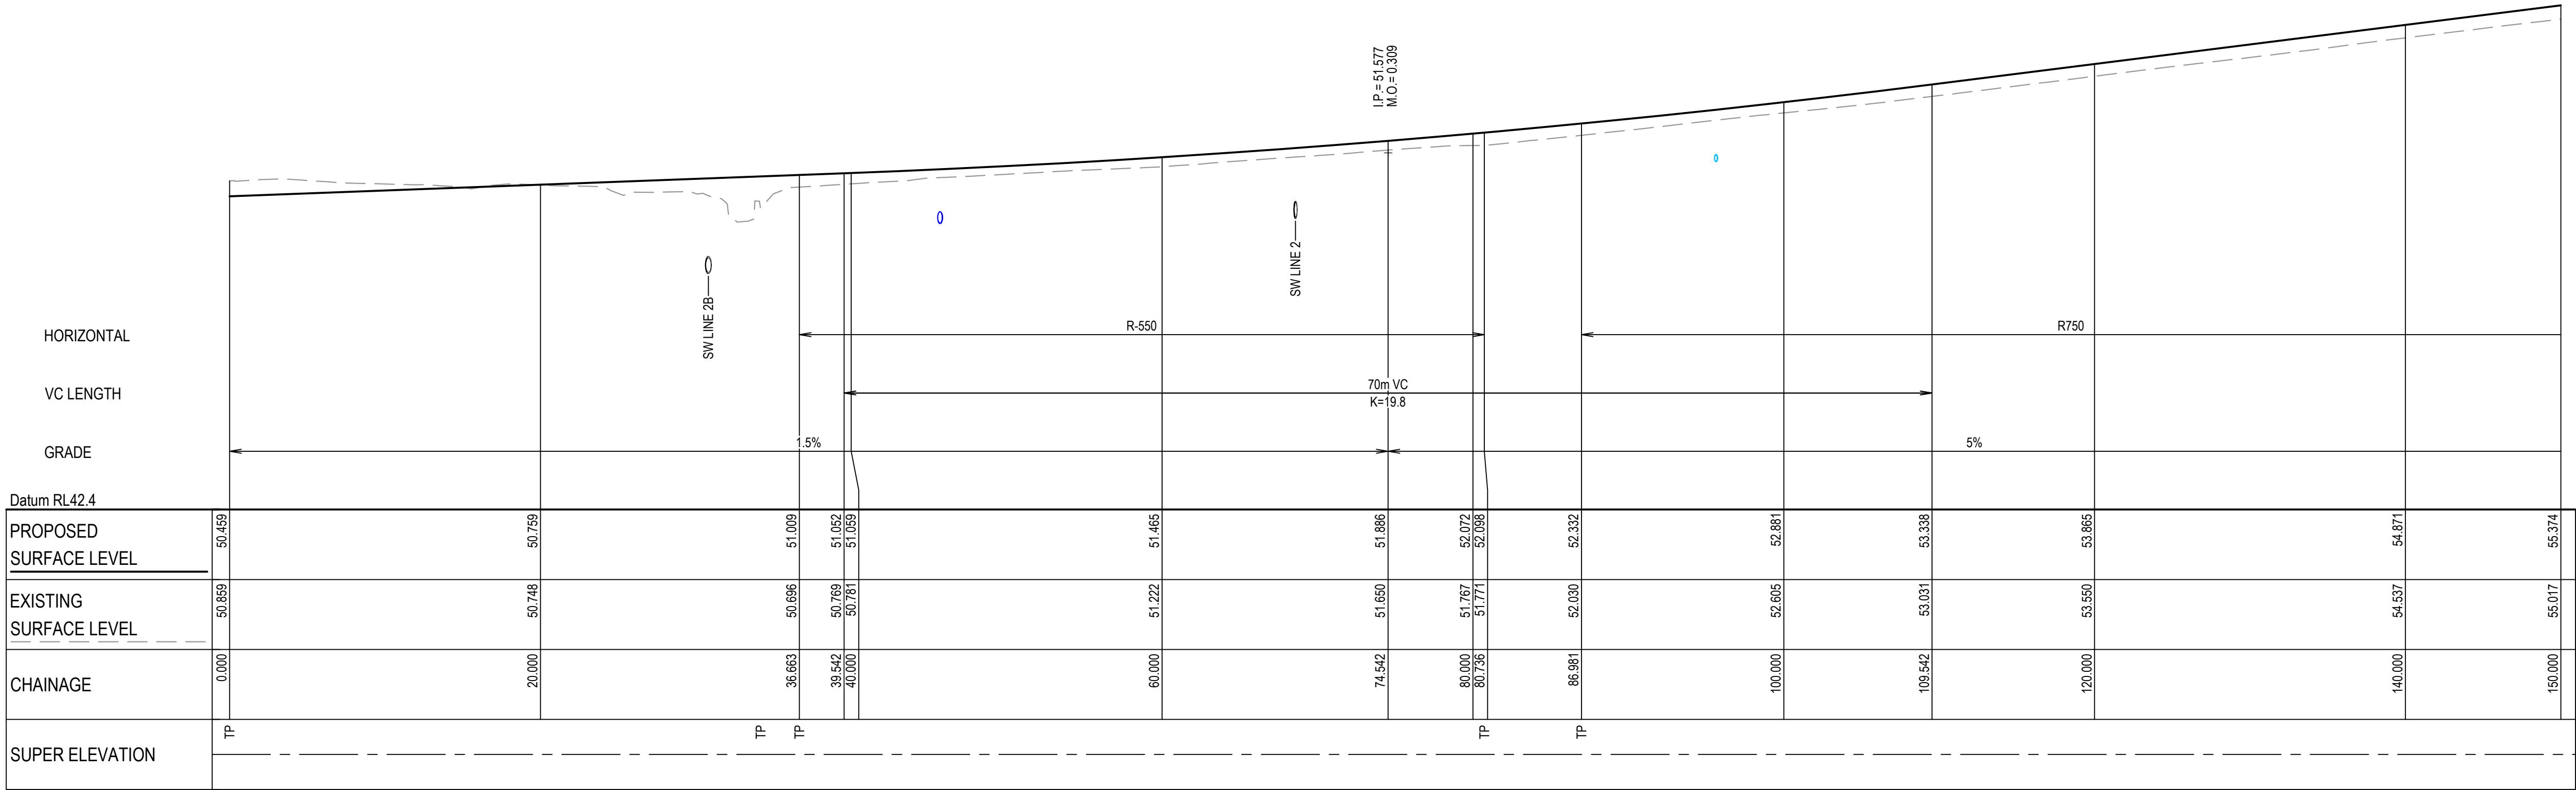 I.P.= 51.577
M.O.= 0.309
SW LINE 2B
SW LINE 2
HORIZONTAL
R-550
R750
VC LENGTH
70m VC
K=19.8
GRADE
1.5%
5%
Datum RL42.4
PROPOSED
SURFACE LEVEL
50.459
50.759
51.009
51.052
51.059
51.465
51.886
52.072
52.098
52.332
52.881
53.338
53.865
54.871
55.374
EXISTING
SURFACE LEVEL
50.859
50.748
50.696
50.769
50.781
51.222
51.650
51.767
51.771
52.030
52.605
53.031
53.550
54.537
55.017
CHAINAGE
0.000
20.000
36.663
39.542
40.000
60.000
74.542
80.000
80.736
86.981
100.000
109.542
120.000
140.000
150.000
SUPER ELEVATION
TP
TP
TP
TP
TP